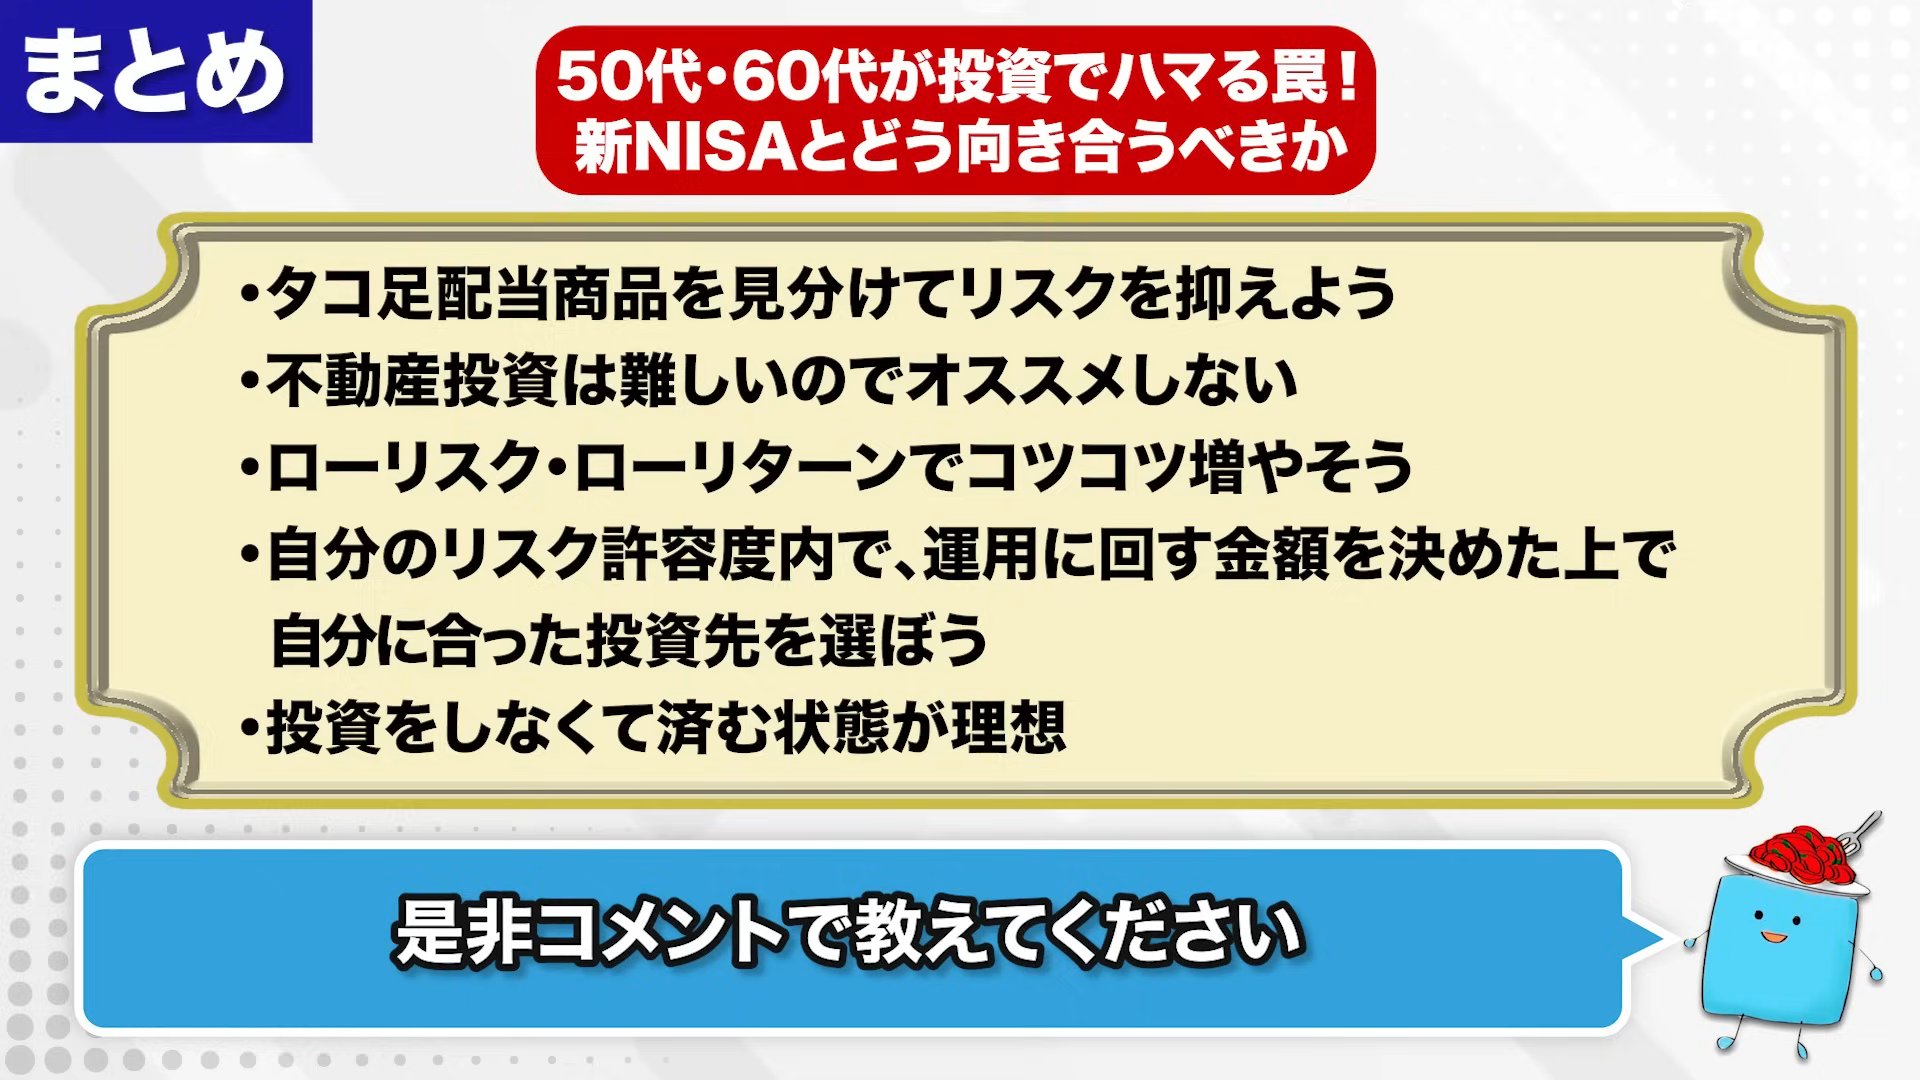 まとめ
50代・60代が投資でハマる罠!
新NISAとどう向き合うべきか
・タコ足配当商品を見分けてリスクを抑えよう
・不動産投資は難しいのでオススメしない
・ローリスク・ローリターンでコツコツ増やそう
・自分のリスク許容度内で、運用に回す金額を決めた上で
自分に合った投資先を選ぼう
・投資をしなくて済む状態が理想
是非コメントで教えてください